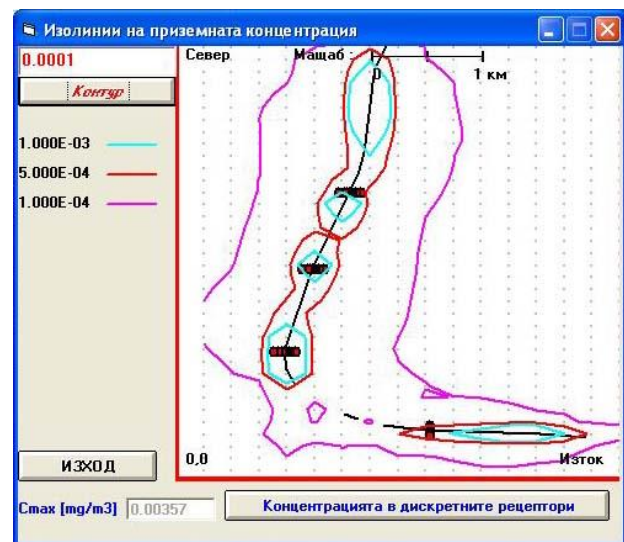 Изолинии на приземната концентрация
0.0001
Север
Мащаб :
0
1 км
Контур
1.000E-03
5.000E-04
1.000E-04
0,0
Изток
ИЗХОД
Cmax [mg/m3] 0.00357
Концентрацията в дискретните рецептори